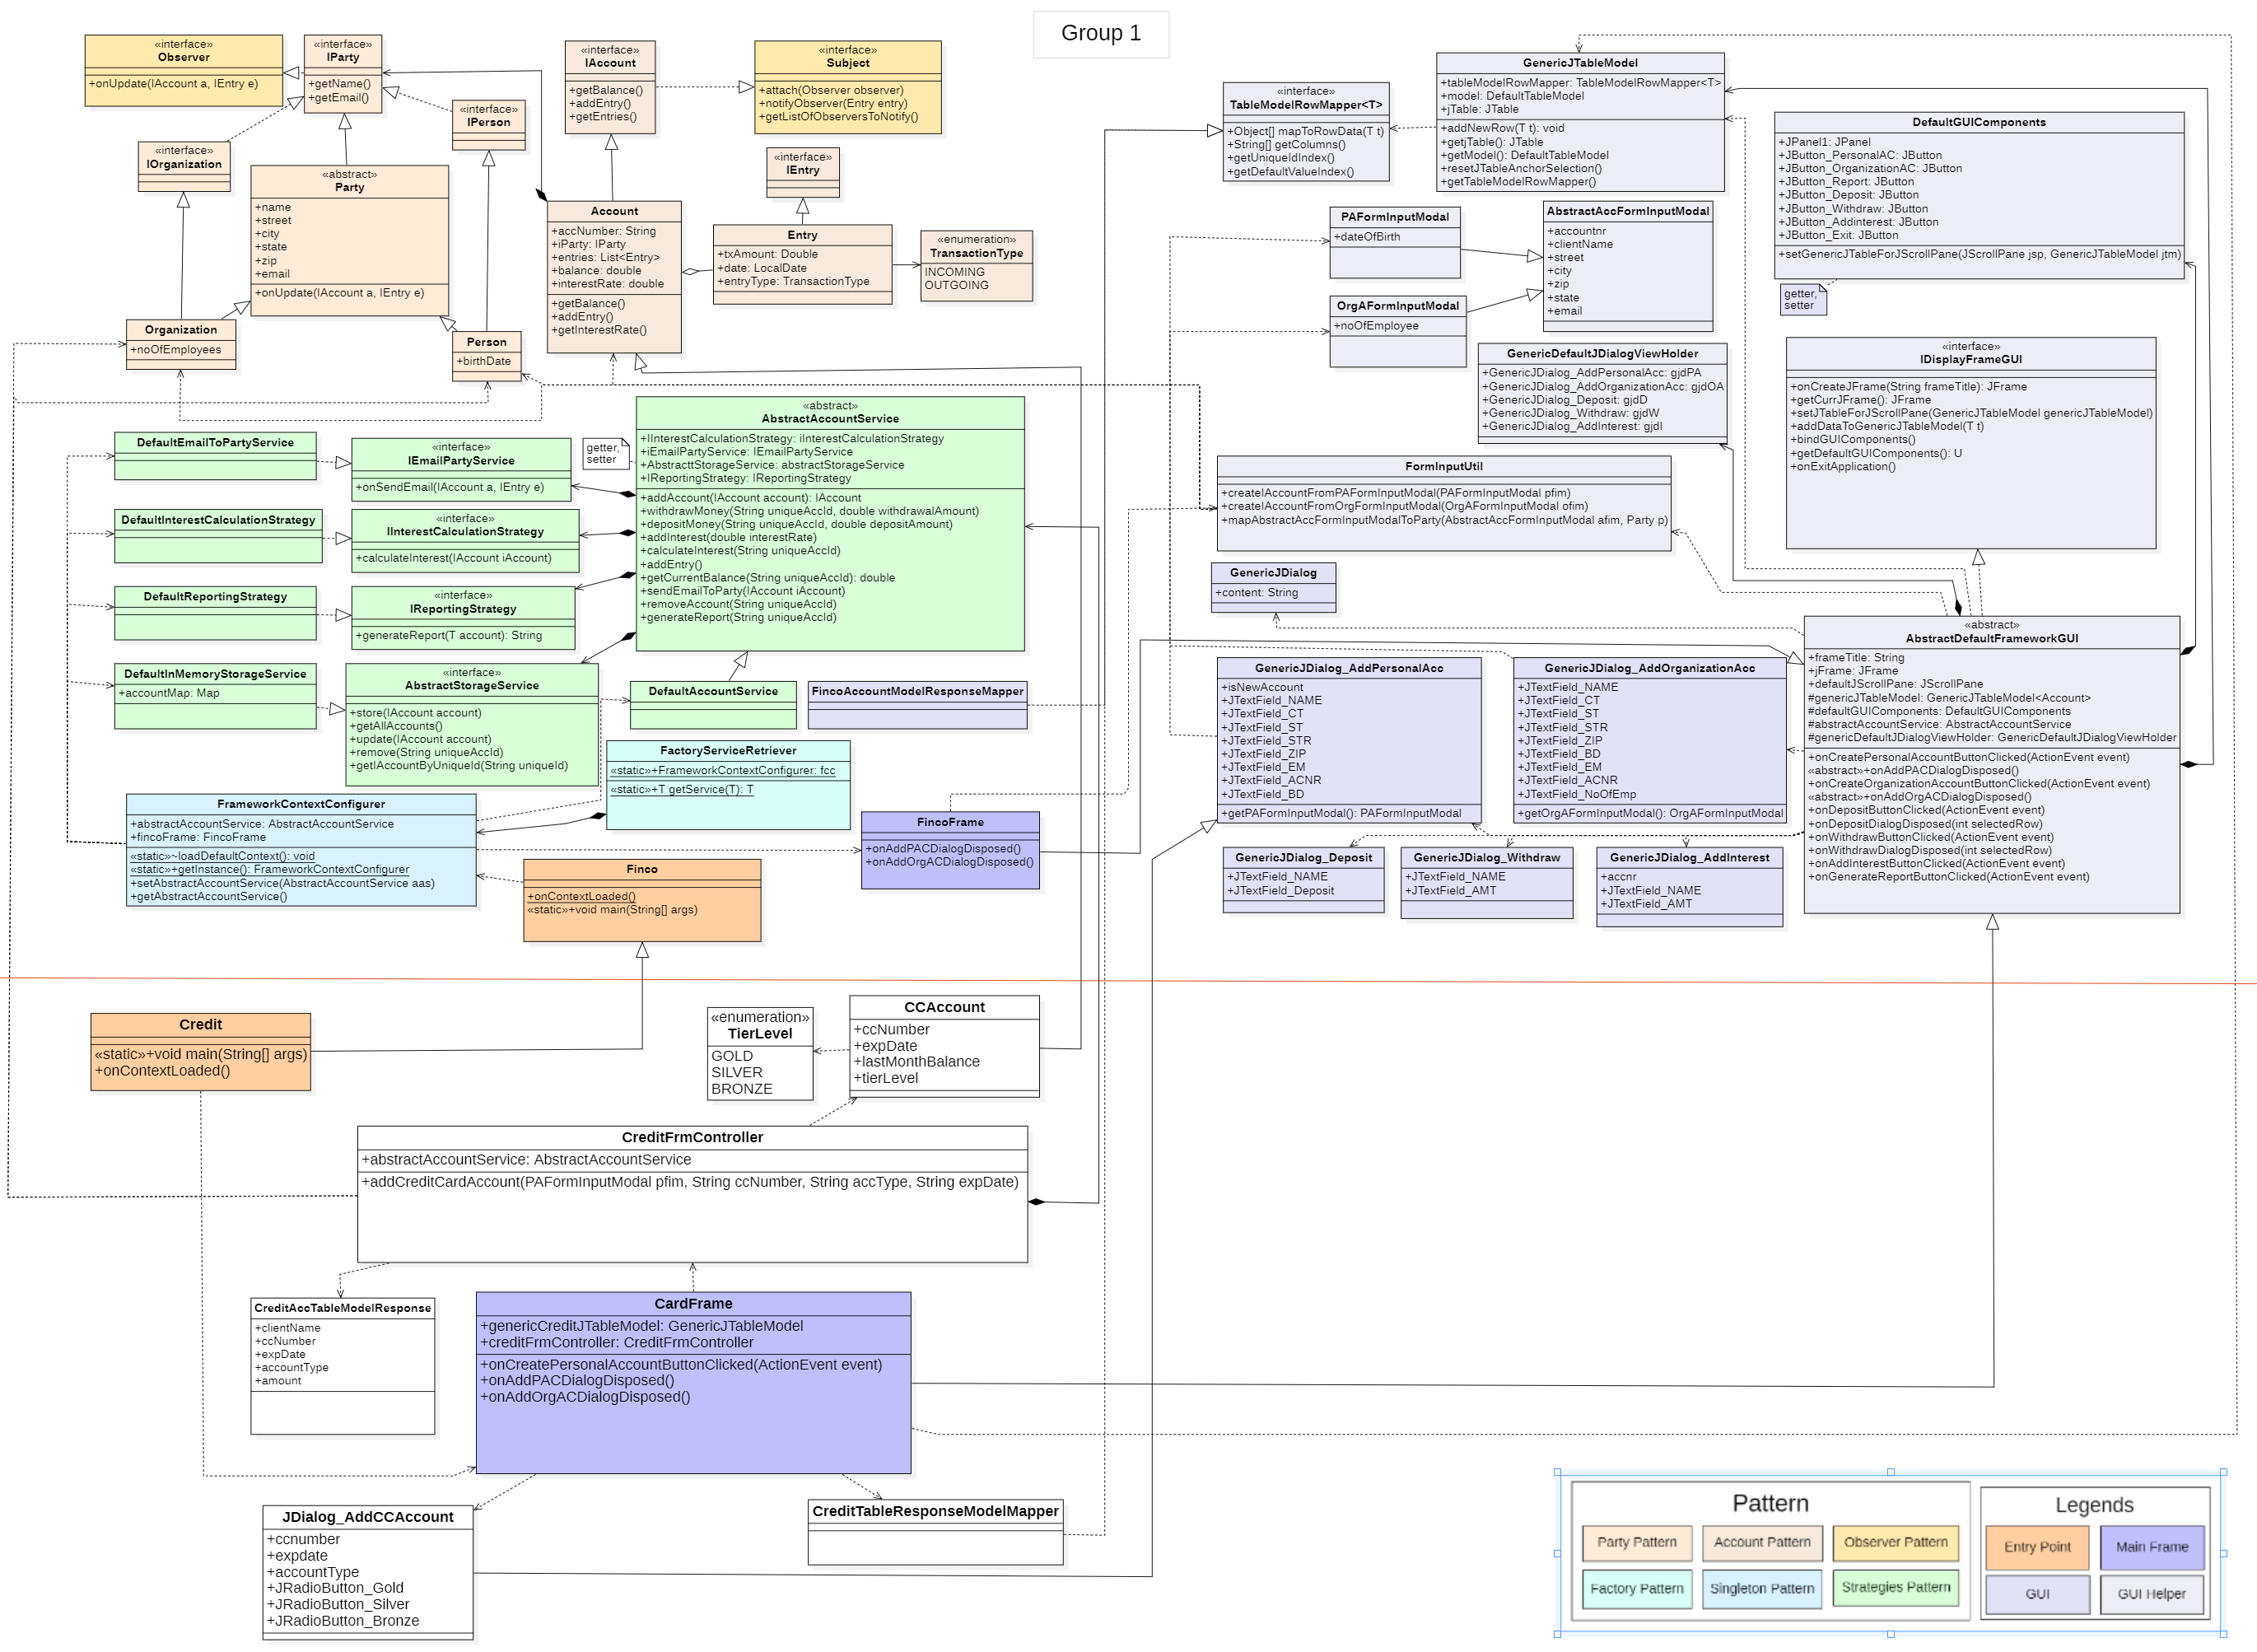 Group 1
«interface»
Observer
+onUpdate(IAccount a, IEntry e)
«interface»
IParty
+getName()
+getEmail()
«interface»
IPerson
«interface»
IOrganization
«abstract»
Party
+name
+street
+city
+state
+zip
+email
+onUpdate(IAccount a, IEntry e)
Organization
+noOfEmployees
Person
+birthDate
«interface»
IAccount
+getBalance()
+addEntry()
+getEntries()
«interface»
Subject
+attach(Observer observer)
+notifyObserver(Entry entry)
+getListOfObserversToNotify()
«interface»
IEntry
Account
+accNumber: String
+iParty: IParty
+entries: List<Entry>
+balance: double
+interestRate: double
+getBalance()
+addEntry()
+getInterestRate()
Entry
+txAmount: Double
+date: LocalDate
+entryType: TransactionType
«enumeration»
TransactionType
INCOMING
OUTGOING
«interface»
TableModelRowMapper<T>
+Object[] mapToRowData(T t)
+String[] getColumns()
+getUniqueIdIndex()
+getDefaultValueIndex()
GenericJTableModel
+tableModelRowMapper: TableModelRowMapper<T>
+model: DefaultTableModel
+jTable: JTable
+addNewRow(T t): void
+getjTable(): JTable
+getModel(): DefaultTableModel
+resetJTableAnchorSelection()
+getTableModelRowMapper()
DefaultGUIComponents
+JPanel1: JPanel
+JButton_PersonalAC: JButton
+JButton_OrganizationAC: JButton
+JButton_Report: JButton
+JButton_Deposit: JButton
+JButton_Withdraw: JButton
+JButton_Addinterest: JButton
+JButton_Exit: JButton
+setGenericJTableForJScrollPane(JScrollPane jsp, GenericJTableModel jtm)
getter,
setter
PAFormInputModal
+dateOfBirth
AbstractAccFormInputModal
+accountnr
+clientName
+street
+city
+zip
+state
+email
OrgAFormInputModal
+noOfEmployee
GenericDefaultJDialogViewHolder
+GenericJDialog_AddPersonalAcc: gjdPA
+GenericJDialog_AddOrganizationAcc: gjdOA
+GenericJDialog_Deposit: gjdD
+GenericJDialog_Withdraw: gjdW
+GenericJDialog_AddInterest: gjdI
«interface»
IDisplayFrameGUI
+onCreateJFrame(String frameTitle): JFrame
+getCurrJFrame(): JFrame
+setJTableForJScrollPane(GenericJTableModel genericJTableModel)
+addDataToGenericJTableModel(T t)
+bindGUIComponents()
+getDefaultGUIComponents(): U
+onExitApplication()
FormInputUtil
+createIAccountFromPAFormInputModal(PAFormInputModal pfim)
+createIAccountFromOrgFormInputModal(OrgAFormInputModal ofim)
+mapAbstractAccFormInputModalToParty(AbstractAccFormInputModal afim, Party p)
GenericJDialog
+content: String
DefaultEmailToPartyService
«interface»
IEmailPartyService
+onSendEmail(IAccount a, IEntry e)
DefaultInterestCalculationStrategy
«interface»
IInterestCalculationStrategy
+calculateInterest(IAccount iAccount)
DefaultReportingStrategy
«interface»
IReportingStrategy
+generateReport(T account): String
DefaultInMemoryStorageService
+accountMap: Map
«interface»
AbstractStorageService
+store(IAccount account)
+getAllAccounts()
+update(IAccount account)
+remove(String uniqueAccId)
+getIAccountByUniqueId(String uniqueId)
getter,
setter
«abstract»
AbstractAccountService
+IInterestCalculationStrategy: iInterestCalculationStrategy
+iEmailPartyService: IEmailPartyService
+AbstracttStorageService: abstractStorageService
+IReportingStrategy: IReportingStrategy
+addAccount(IAccount account): IAccount
+withdrawMoney(String uniqueAccId, double withdrawalAmount)
+depositMoney(String uniqueAccId, double depositAmount)
+addInterest(double interestRate)
+calculateInterest(String uniqueAccId)
+addEntry()
+getCurrentBalance(String uniqueAccId): double
+sendEmailToParty(IAccount iAccount)
+removeAccount(String uniqueAccId)
+generateReport(String uniqueAccId)
DefaultAccountService
FincoAccountModelResponseMapper
FactoryServiceRetriever
«static»+FrameworkContextConfigurer: fcc
«static»+T getService(T): T
FrameworkContextConfigurer
+abstractAccountService: AbstractAccountService
+fincoFrame: FincoFrame
«static»~loadDefaultContext(): void
«static»+getInstance(): FrameworkContextConfigurer
+setAbstractAccountService(AbstractAccountService aas)
+getAbstractAccountService()
FincoFrame
+onAddPACDialogDisposed()
+onAddOrgACDialogDisposed()
Finco
+onContextLoaded()
«static»+void main(String[] args)
GenericJDialog_AddPersonalAcc
+isNewAccount
+JTextField_NAME
+JTextField_CT
+JTextField_ST
+JTextField_STR
+JTextField_ZIP
+JTextField_EM
+JTextField_ACNR
+JTextField_BD
+getPAFormInputModal(): PAFormInputModal
GenericJDialog_AddOrganizationAcc
+JTextField_NAME
+JTextField_CT
+JTextField_ST
+JTextField_STR
+JTextField_ZIP
+JTextField_BD
+JTextField_EM
+JTextField_ACNR
+JTextField_NoOfEmp
+getOrgAFormInputModal(): OrgAFormInputModal
«abstract»
AbstractDefaultFrameworkGUI
+frameTitle: String
+jFrame: JFrame
+defaultJScrollPane: JScrollPane
#genericJTableModel: GenericJTableModel<Account>
#defaultGUIComponents: DefaultGUIComponents
#abstractAccountService: AbstractAccountService
#genericDefaultJDialogViewHolder: GenericDefaultJDialogViewHolder
+onCreatePersonalAccountButtonClicked(ActionEvent event)
«abstract»+onAddPACDialogDisposed()
+onCreateOrganizationAccountButtonClicked(ActionEvent event)
«abstract»+onAddOrgACDialogDisposed()
+onDepositButtonClicked(ActionEvent event)
+onDepositDialogDisposed(int selectedRow)
+onWithdrawButtonClicked(ActionEvent event)
+onWithdrawDialogDisposed(int selectedRow)
+onAddInterestButtonClicked(ActionEvent event)
+onGenerateReportButtonClicked(ActionEvent event)
GenericJDialog_Deposit
+JTextField_NAME
+JTextField_Deposit
GenericJDialog_Withdraw
+JTextField_NAME
+JTextField_AMT
GenericJDialog_AddInterest
+accnr
+JTextField_NAME
+JTextField_AMT
Credit
«static»+void main(String[] args)
+onContextLoaded()
«enumeration»
TierLevel
GOLD
SILVER
BRONZE
CCAccount
+ccNumber
+expDate
+lastMonthBalance
+tierLevel
CreditFrmController
+abstractAccountService: AbstractAccountService
+addCreditCardAccount(PAFormInputModal pfim, String ccNumber, String accType, String expDate)
CreditAccTableModelResponse
+clientName
+ccNumber
+expDate
+accountType
+amount
CardFrame
+genericCreditJTableModel: GenericJTableModel
+creditFrmController: CreditFrmController
+onCreatePersonalAccountButtonClicked(ActionEvent event)
+onAddPACDialogDisposed()
+onAddOrgACDialogDisposed()
JDialog_AddCCAccount
+ccnumber
+expdate
+accountType
+JRadioButton_Gold
+JRadioButton_Silver
+JRadioButton_Bronze
CreditTableResponseModelMapper
Pattern
Party Pattern
Account Pattern
Observer Pattern
Factory Pattern
Singleton Pattern
Strategies Pattern
Legends
Entry Point
Main Frame
GUI
GUI Helper